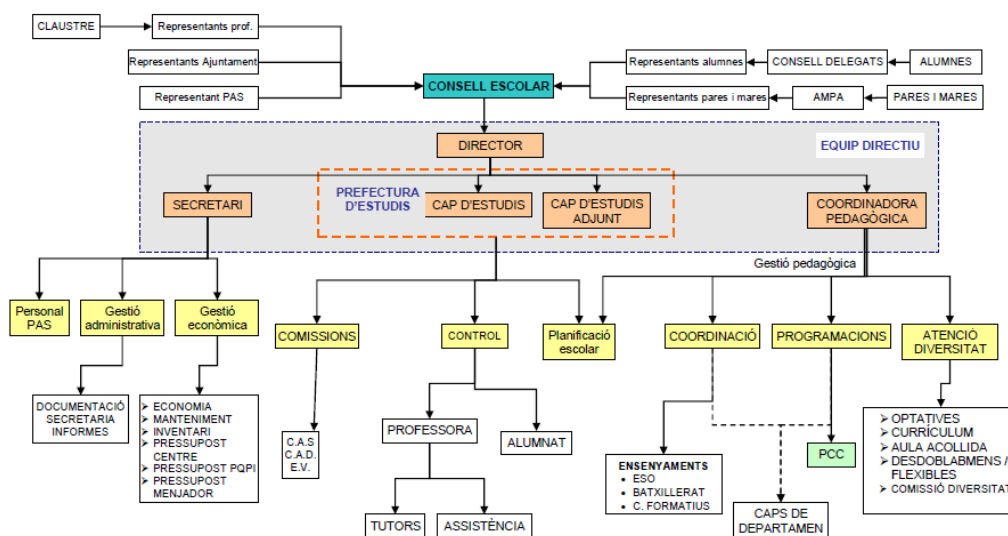 CLAUSTRE
Representants prof.
Representants Ajuntament
Representant PAS
CONSELL ESCOLAR
Representants alumnes
CONSELL DELEGATS
ALUMNES
Representants pares i mares
AMPA
PARES I MARES
DIRECTOR
EQUIP DIRECTIU
SECRETARI
PREFECTURA
D'ESTUDIS
CAP D'ESTUDIS
CAP D'ESTUDIS
ADJUNT
COORDINADORA
PEDAGÒGICA
Gestió pedagògica
Personal
PAS
Gestió
administrativa
Gestió
econòmica
COMISSIONS
CONTROL
Planificació
escolar
COORDINACIÓ
PROGRAMACIONS
ATENCIÓ
DIVERSITAT
DOCUMENTACIÓ
SECRETARIA
INFORMES
➢ ECONOMIA
➢ MANTENIMENT
➢ INVENTARI
➢ PRESSUPOST
CENTRE
➢ PRESSUPOST PQPI
➢ PRESSUPOST
MENJADOR
C.A.S
C.A.D.
E.V.
PROFESSORA
ALUMNAT
TUTORS
ASSISTÈNCIA
ENSENYAMENTS
• ESO
• BATXILLERAT
• C. FORMATIUS
PCC
CAPS DE
DEPARTAMEN
➢ OPTATIVES
➢ CURRÍCULUM
➢ AULA ACOLLIDA
➢ DESDOBLABMENS /
FLEXIBLES
➢ COMISSIÓ DIVERSITAT